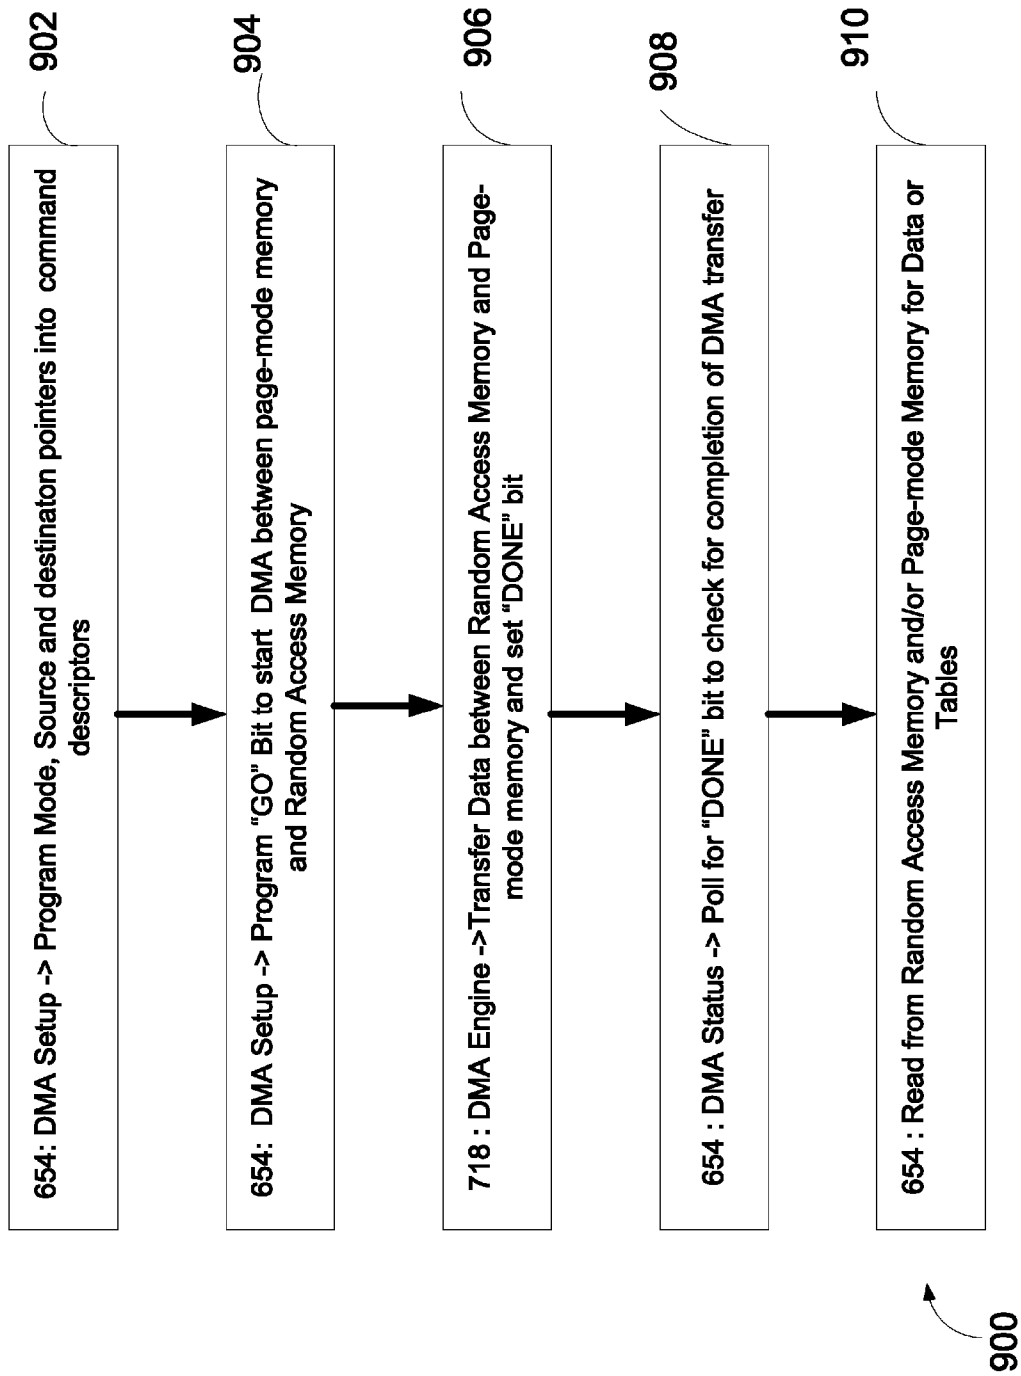 902
654: DMA Setup -> Program Mode, Source and destinaton pointers into command
descriptors
904
654: DMA Setup -> Program "GO" Bit to start DMA between page-mode memory
and Random Access Memory
906
718 : DMA Engine ->Transfer Data between Random Access Memory and Page-
mode memory and set "DONE" bit
908
654 : DMA Status -> Poll for "DONE" bit to check for completion of DMA transfer
910
654 : Read from Random Access Memory and/or Page-mode Memory for Data or
Tables
900